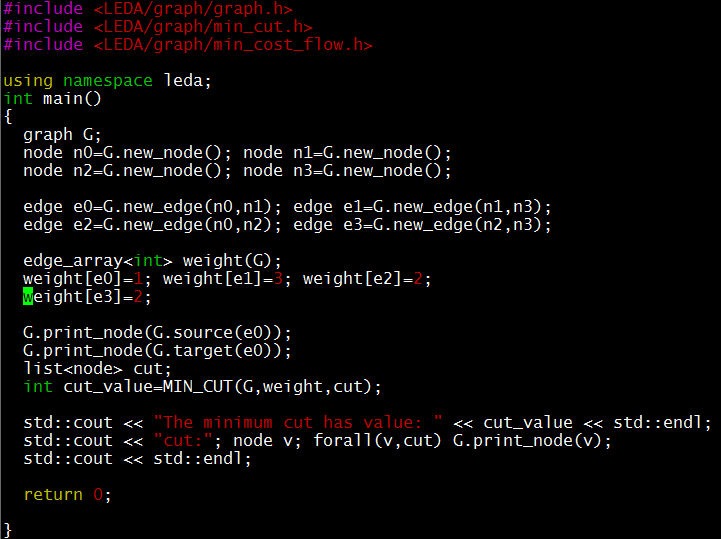 #include <LEDA/graph/graph.h>
#include <LEDA/graph/min_cut.h>
#include <LEDA/graph/min_cost_flow.h>

using namespace leda;
int main()
{
  graph G;
  node n0=G.new_node(); node n1=G.new_node();
  node n2=G.new_node(); node n3=G.new_node();

  edge e0=G.new_edge(n0,n1); edge e1=G.new_edge(n1,n3);
  edge e2=G.new_edge(n0,n2); edge e3=G.new_edge(n2,n3);

  edge_array<int> weight(G);
  weight[e0]=1; weight[e1]=3; weight[e2]=2;
  weight[e3]=2;

  G.print_node(G.source(e0));
  G.print_node(G.target(e0));
  list<node> cut;
  int cut_value=MIN_CUT(G,weight,cut);

  std::cout << "The minimum cut has value: " << cut_value << std::endl;
  std::cout << "cut:"; node v; forall(v,cut) G.print_node(v);
  std::cout << std::endl;

  return 0;

}